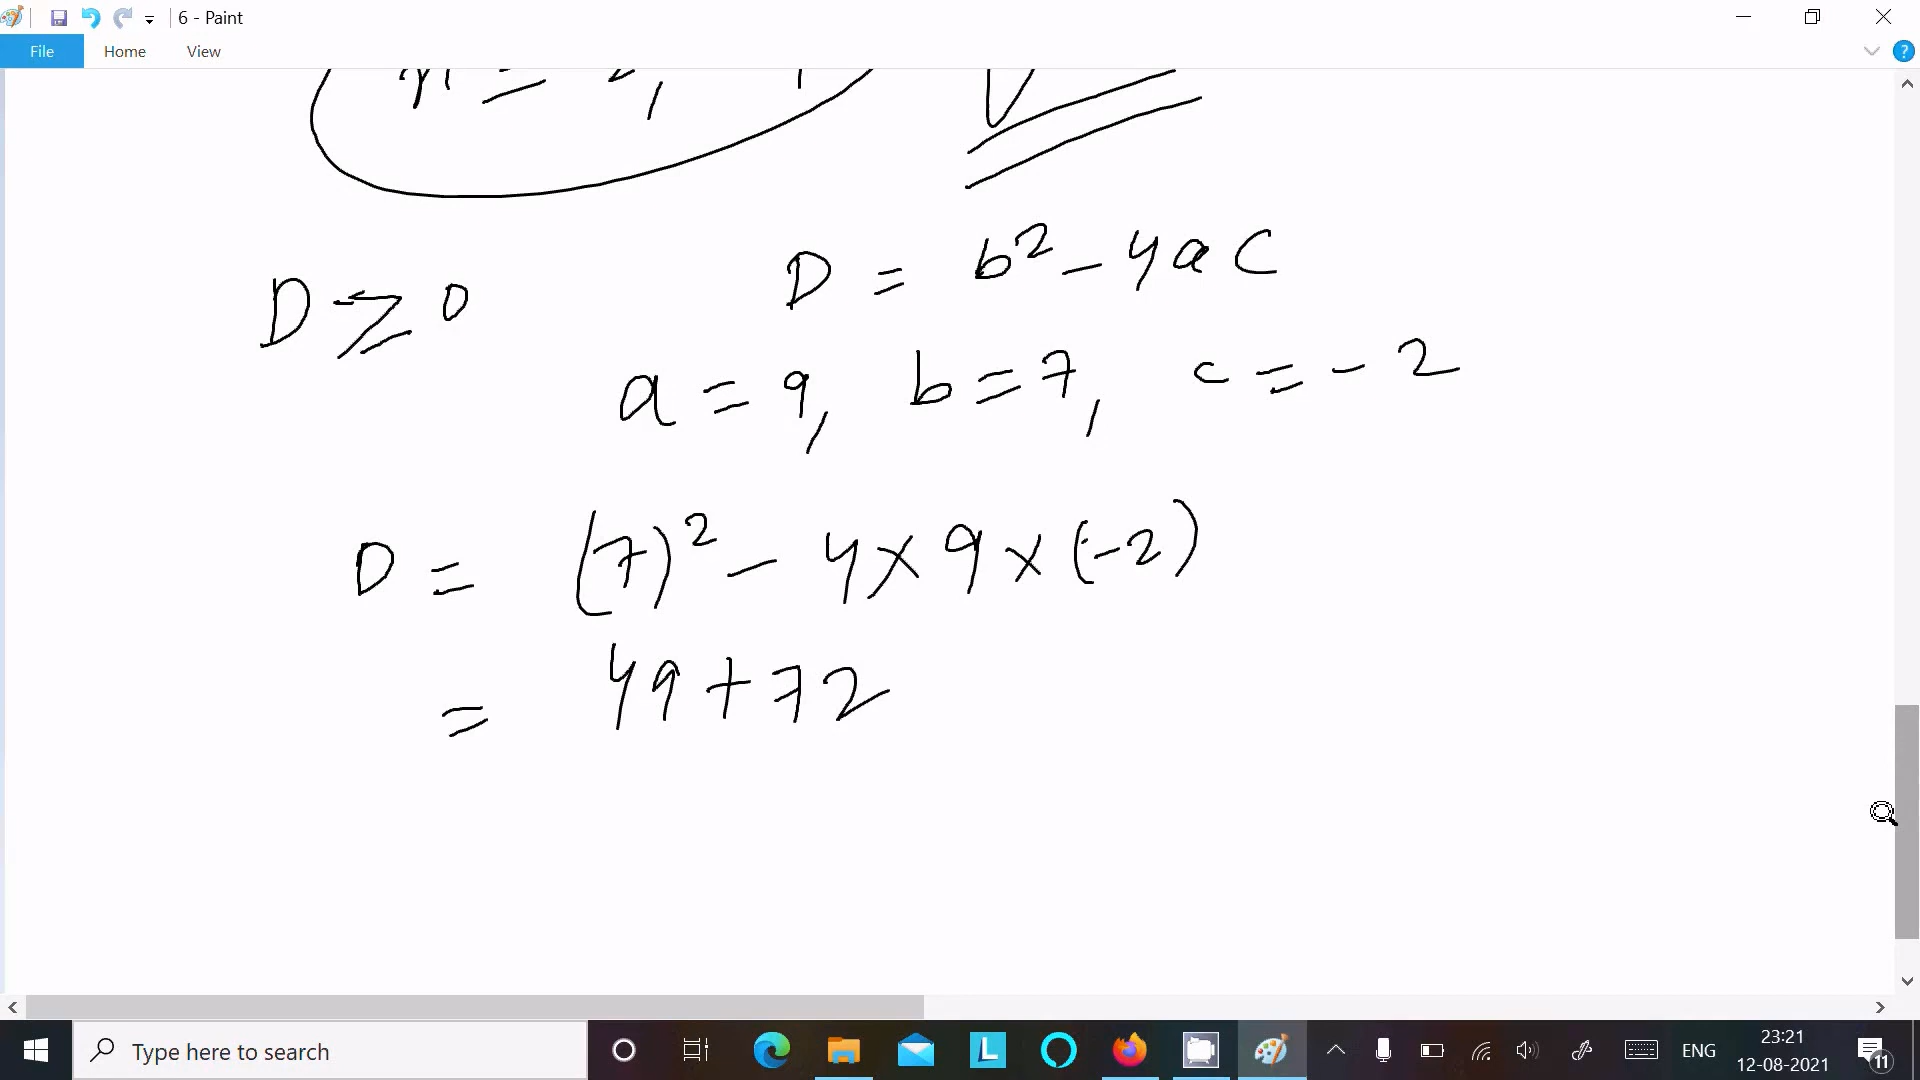 6 - Paint
File Home View
D = b² - 4ac
D ≥ 0
a = 9, b = 7, c = - 2
D = (7)² - 4 x 9 x (-2)
= 49 + 72
Type here to search
ENG
23:21
12-08-2021
11